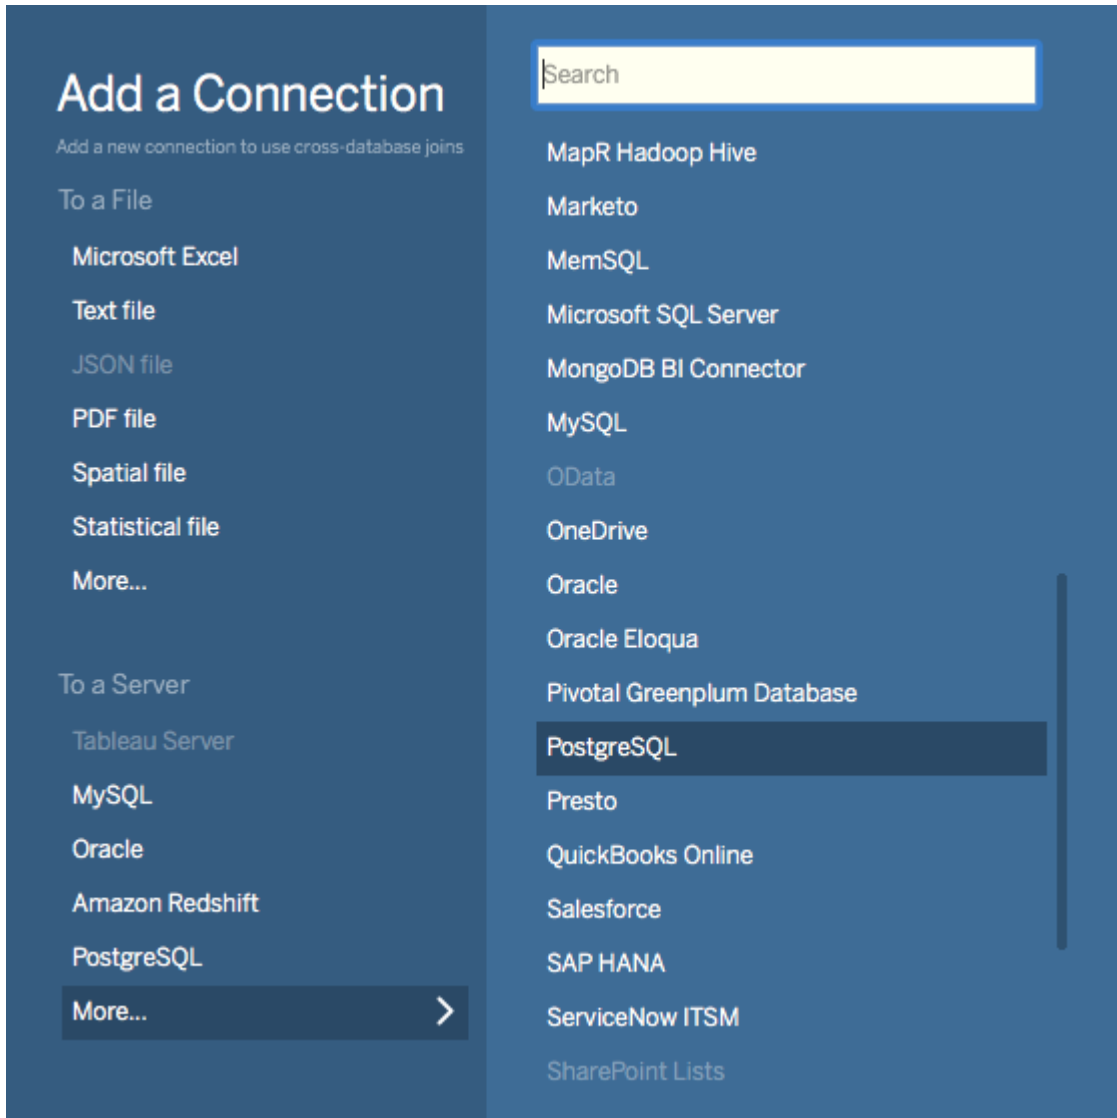 Add a Connection
Add a new connection to use cross-database joins
To a File
Microsoft Excel
Text file
JSON file
PDF file
Spatial file
Statistical file
More...
To a Server
Tableau Server
MySQL
Oracle
Amazon Redshift
PostgreSQL
More...
Search
MapR Hadoop Hive
Marketo
MemSQL
Microsoft SQL Server
MongoDB BI Connector
MySQL
OData
OneDrive
Oracle
Oracle Eloqua
Pivotal Greenplum Database
PostgreSQL
Presto
QuickBooks Online
Salesforce
SAP HANA
ServiceNow ITSM
SharePoint Lists